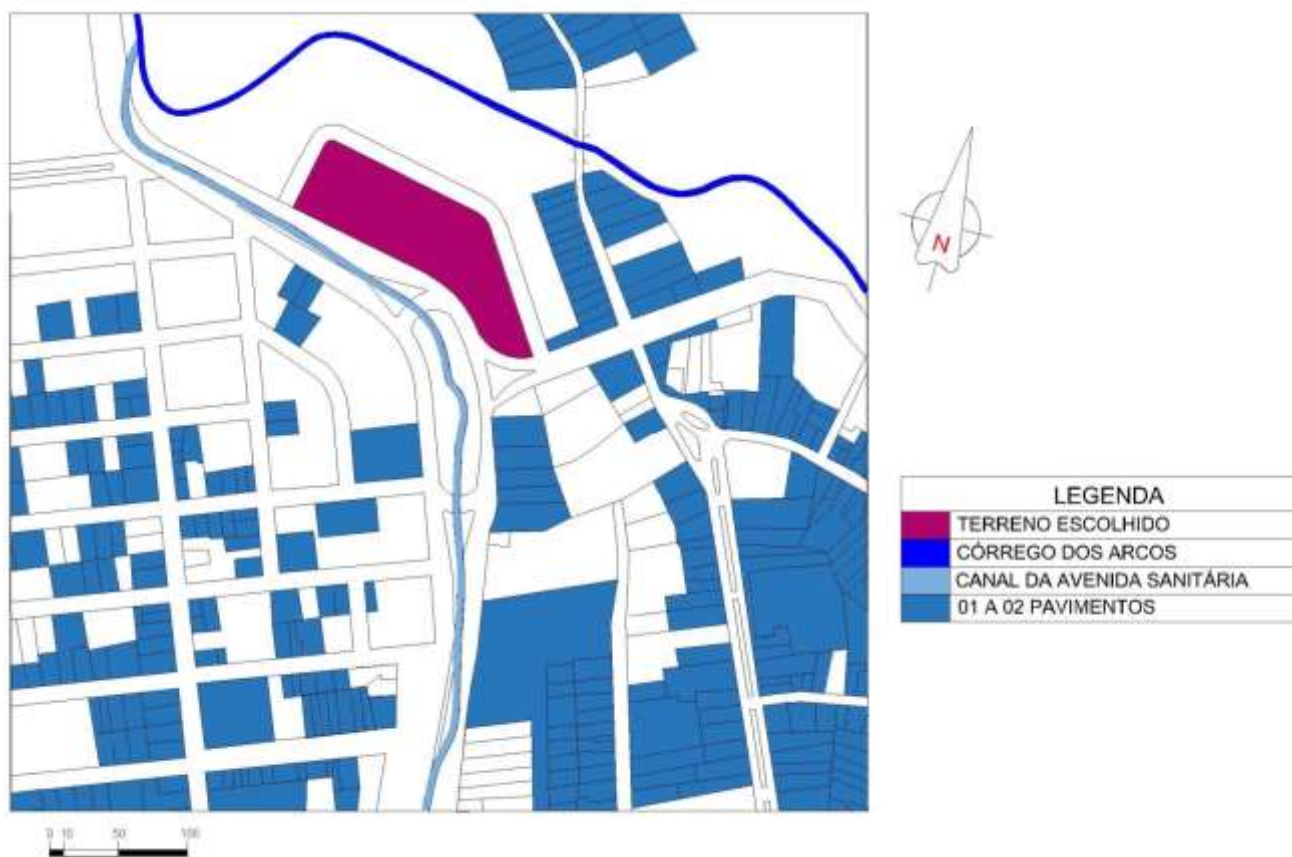 N
LEGENDA
TERRENO ESCOLHIDO
CÓRREGO DOS ARCOS
CANAL DA AVENIDA SANITÁRIA
01 A 02 PAVIMENTOS
0 10 50 100